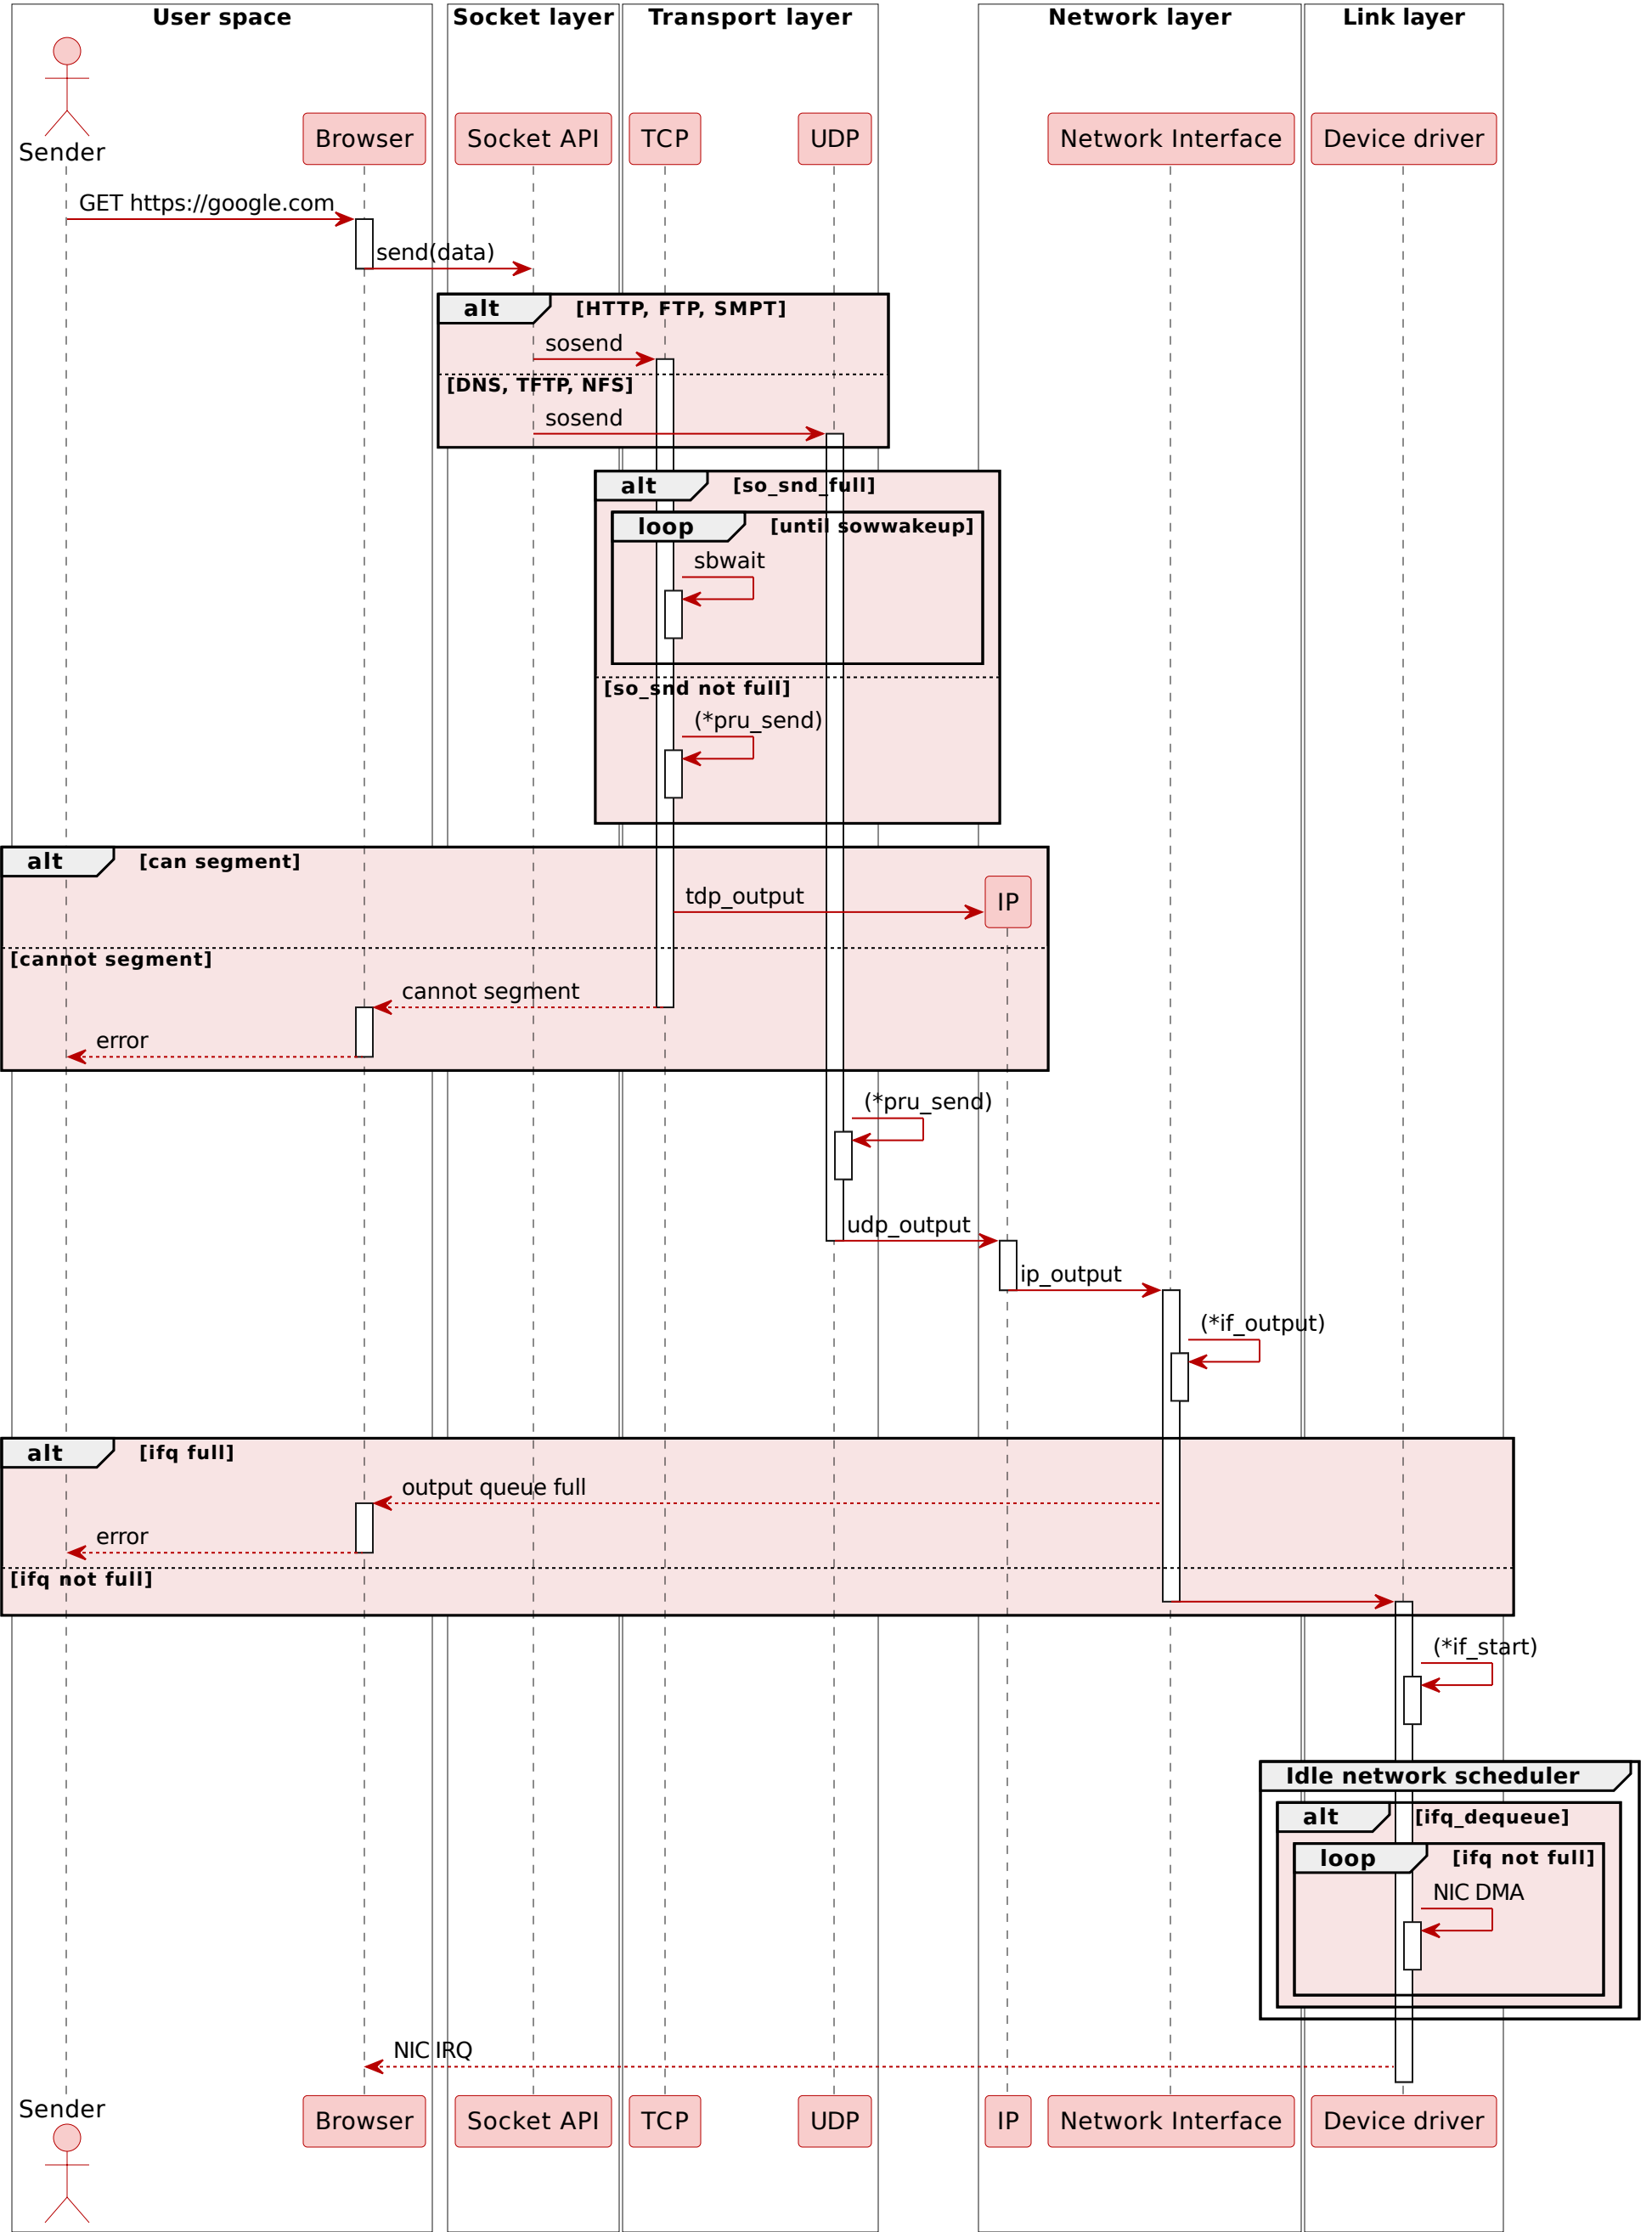 User space
Socket layer
Transport layer
Network layer
Link layer
Sender
Browser
Socket API
TCP
UDP
Network Interface
Device driver
GET https://google.com
send(data)
alt
[HTTP, FTP, SMPT]
sosend
[DNS, TFTP, NFS]
sosend
alt
[so_snd_full]
loop
[until sowwakeup]
sbwait
[so_snd not full]
(*pru_send)
alt
[can segment]
tdp_output
IP
[cannot segment]
cannot segment
error
(*pru_send)
udp_output
ip_output
(*if_output)
alt
[ifq full]
output queue full
error
[ifq not full]
(*if_start)
Idle network scheduler
alt
[ifq_dequeue]
loop
[ifq not full]
NIC DMA
NIC IRQ
Sender
Browser
Socket API
TCP
UDP
IP
Network Interface
Device driver